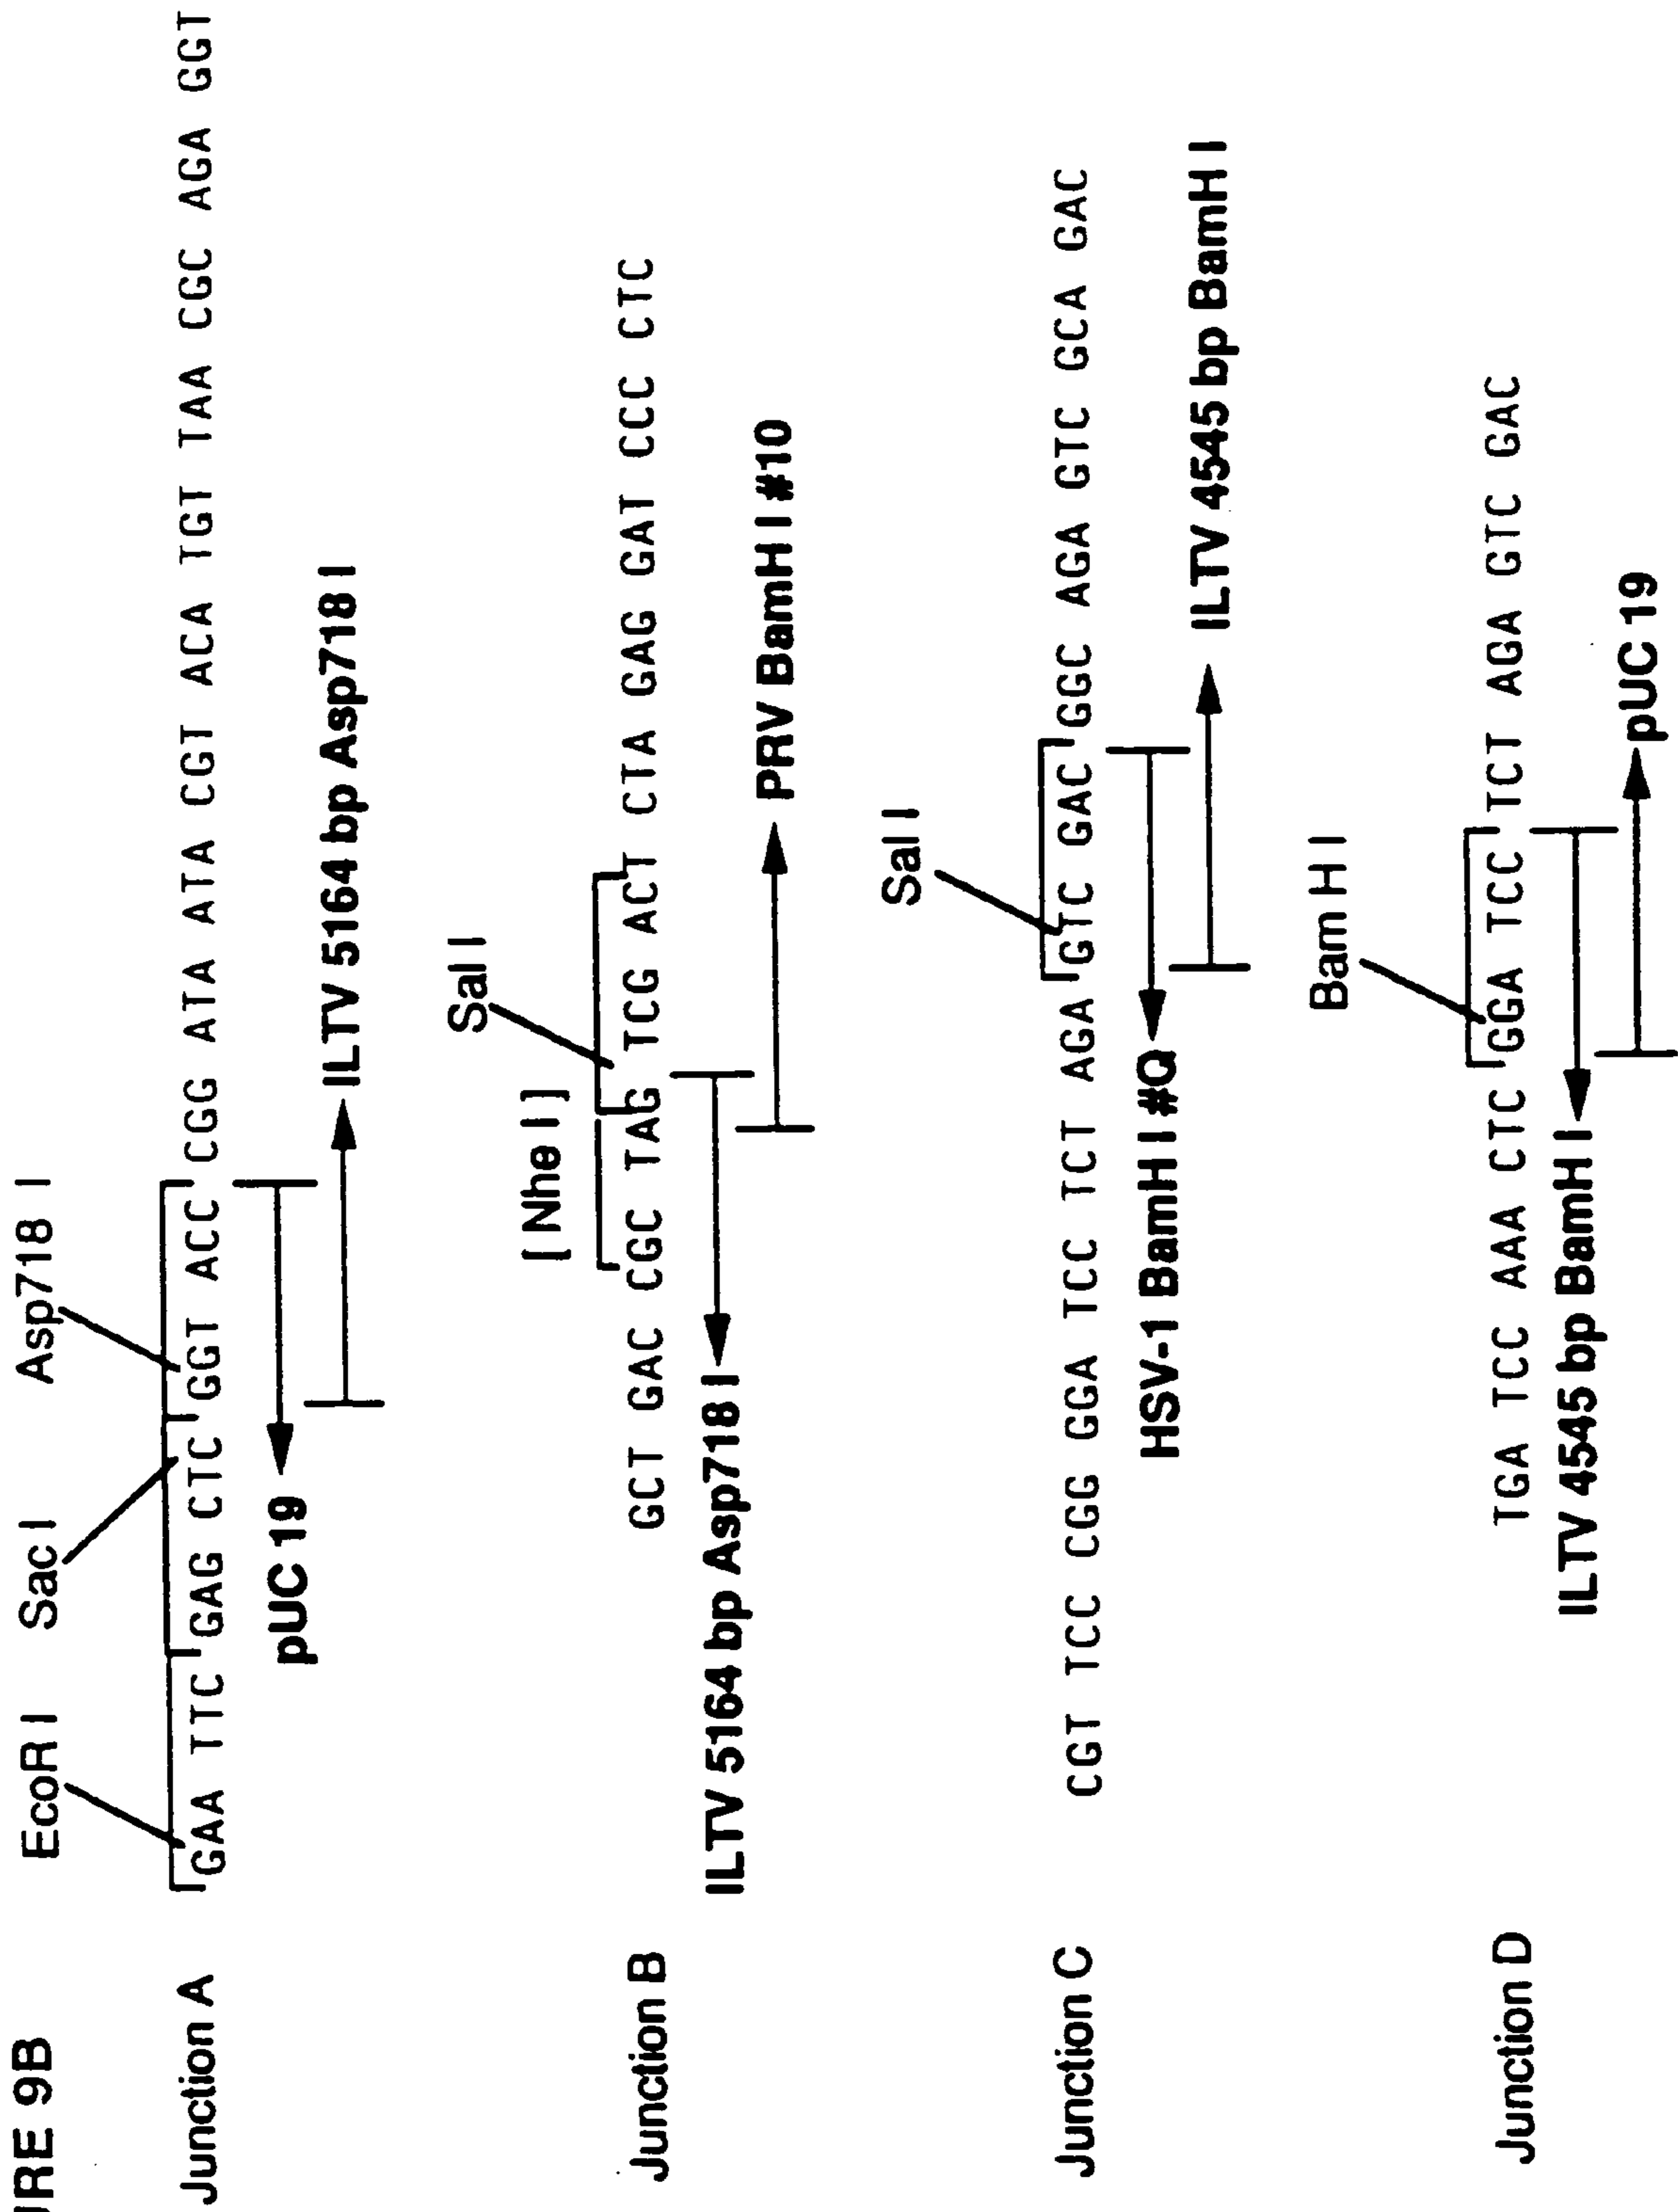 URE 9B
EcoR I Sac I Asp718 I
Junction A GAA TTC GAG CTC GGT ACC CGG ATA ATA CGT ACA TGT TAA CGC AGA GGT
pUC 19 ILTV 5164 bp Asp718 I
[Nhe I] Sal I
Junction B GCT GAC CGC TAG TCG ACT CTA GAG GAT CCC CTC
ILTV 5164 bp Asp718 I PRV BamH I #10
Sal I
Junction C CGT TCC CGG GGA TCC TCT AGA GTC GAC GGC AGA GTC GCA GAC
HSV-1 BamH I #Q ILTV 4545 bp BamH I
BamH I
Junction D TGA TCC AAA CTC GGA TCC TCT AGA GTC GAC
ILTV 4545 bp BamH I pUC 19